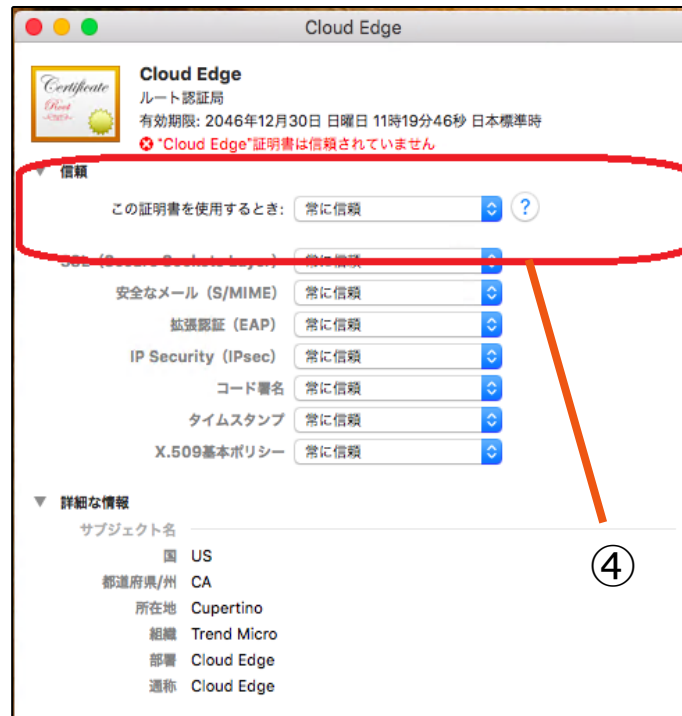 Cloud Edge
Certificate
Root
Cloud Edge
ルート認証局
有効期限: 2046年12月30日 日曜日 11時19分46秒 日本標準時
"Cloud Edge"証明書は信頼されていません
▼ 信頼
この証明書を使用するとき: 常に信頼 ?
SSL (Secure Sockets Layer) 常に信頼
安全なメール (S/MIME) 常に信頼
拡張認証 (EAP) 常に信頼
IP Security (IPsec) 常に信頼
コード署名 常に信頼
タイムスタンプ 常に信頼
X.509基本ポリシー 常に信頼
▼ 詳細な情報
サブジェクト名
国 US
都道府県/州 CA
所在地 Cupertino
組織 Trend Micro
部署 Cloud Edge
通称 Cloud Edge
④